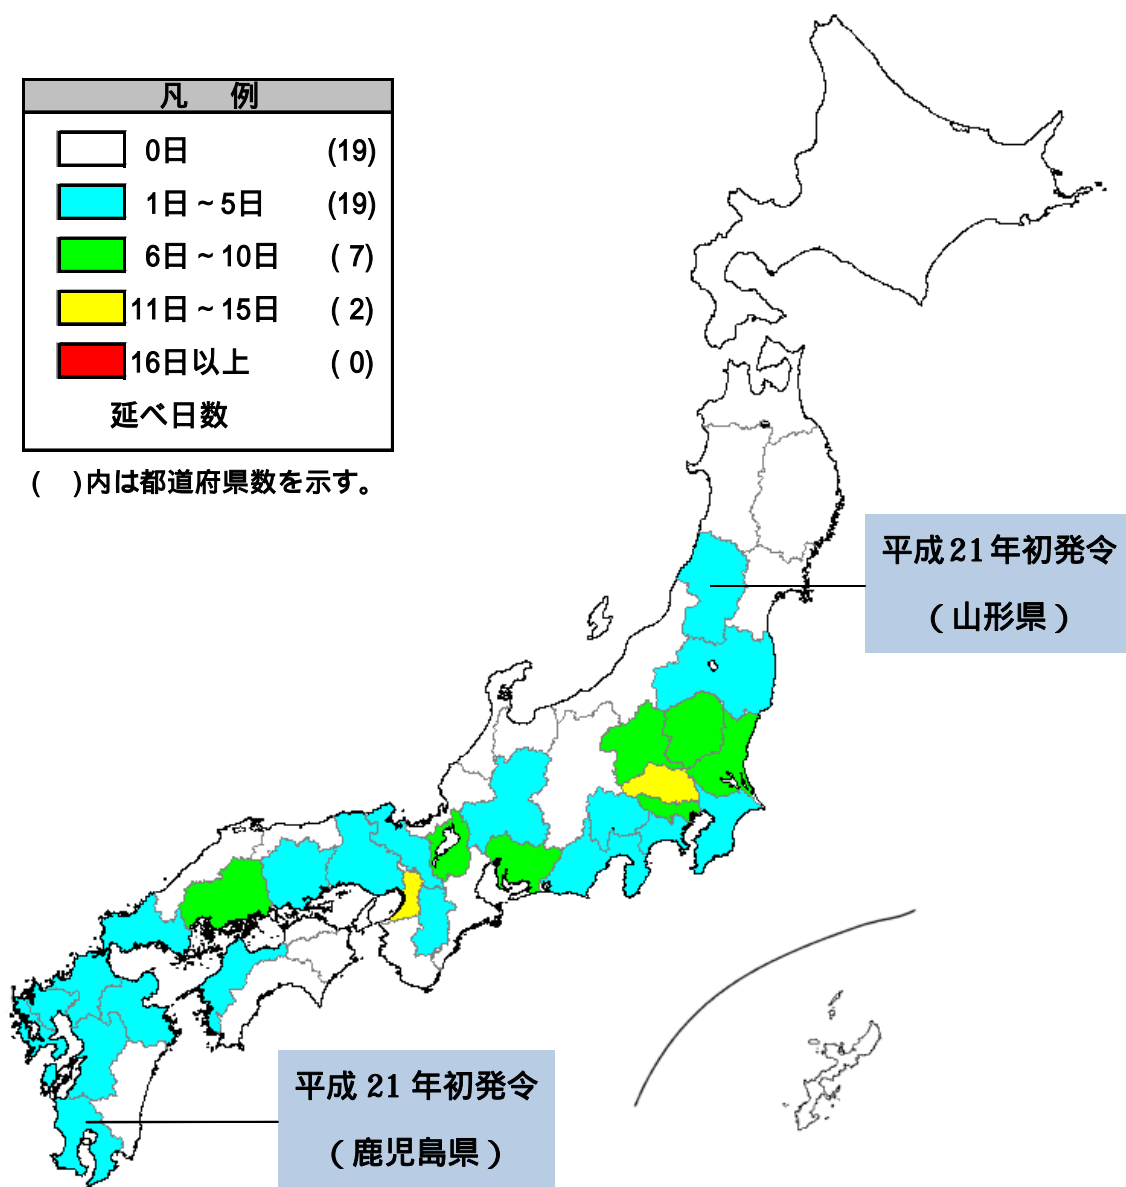 凡 例
0日 (19)
1日～5日 (19)
6日～10日 ( 7)
11日～15日 ( 2)
16日以上 ( 0)
延べ日数
( )内は都道府県数を示す。
平成21年初発令
（山形県）
平成 21 年初発令
（鹿児島県）